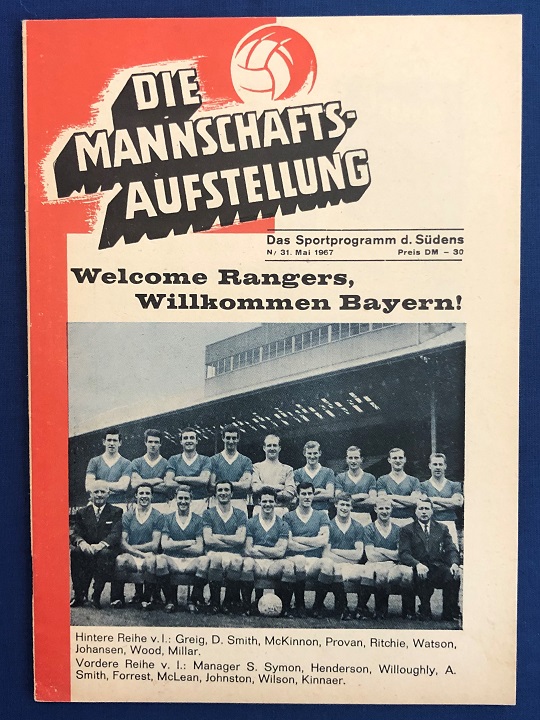 DIE
MANNSCHAFTS-
AUFSTELLUNG
Das Sportprogramm d. Südens
N/ 31. Mai 1967 Preis DM – 30
Welcome Rangers,
Willkommen Bayern!
Hintere Reihe v. l.: Greig, D. Smith, McKinnon, Provan, Ritchie, Watson,
Johansen, Wood, Millar.
Vordere Reihe v. l.: Manager S. Symon, Henderson, Willoughly, A.
Smith, Forrest, McLean, Johnston, Wilson, Kinnaer.